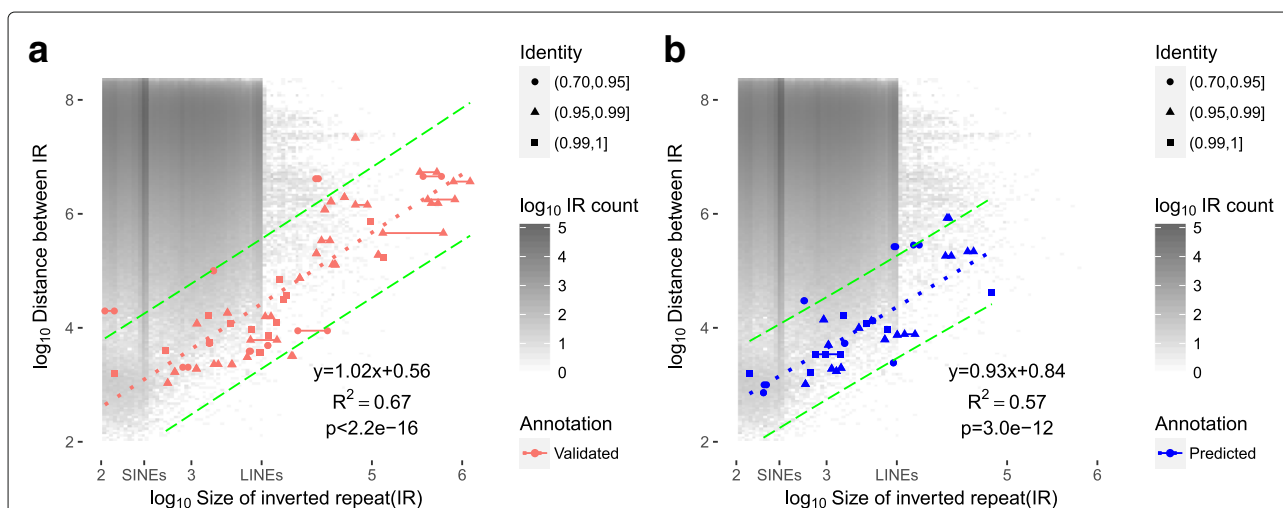 a
Identity
(0.70,0.95]
(0.95,0.99]
(0.99,1]
log10 IR count
5
4
3
2
1
0
Annotation
Validated
log10 Distance between IR
8
6
4
2
y=1.02x+0.56
R² = 0.67
p<2.2e−16
2 SINEs 3 LINEs 5 6
log10 Size of inverted repeat(IR)
b
Identity
(0.70,0.95]
(0.95,0.99]
(0.99,1]
log10 IR count
5
4
3
2
1
0
Annotation
Predicted
log10 Distance between IR
8
6
4
2
y=0.93x+0.84
R² = 0.57
p=3.0e−12
2 SINEs 3 LINEs 5 6
log10 Size of inverted repeat(IR)